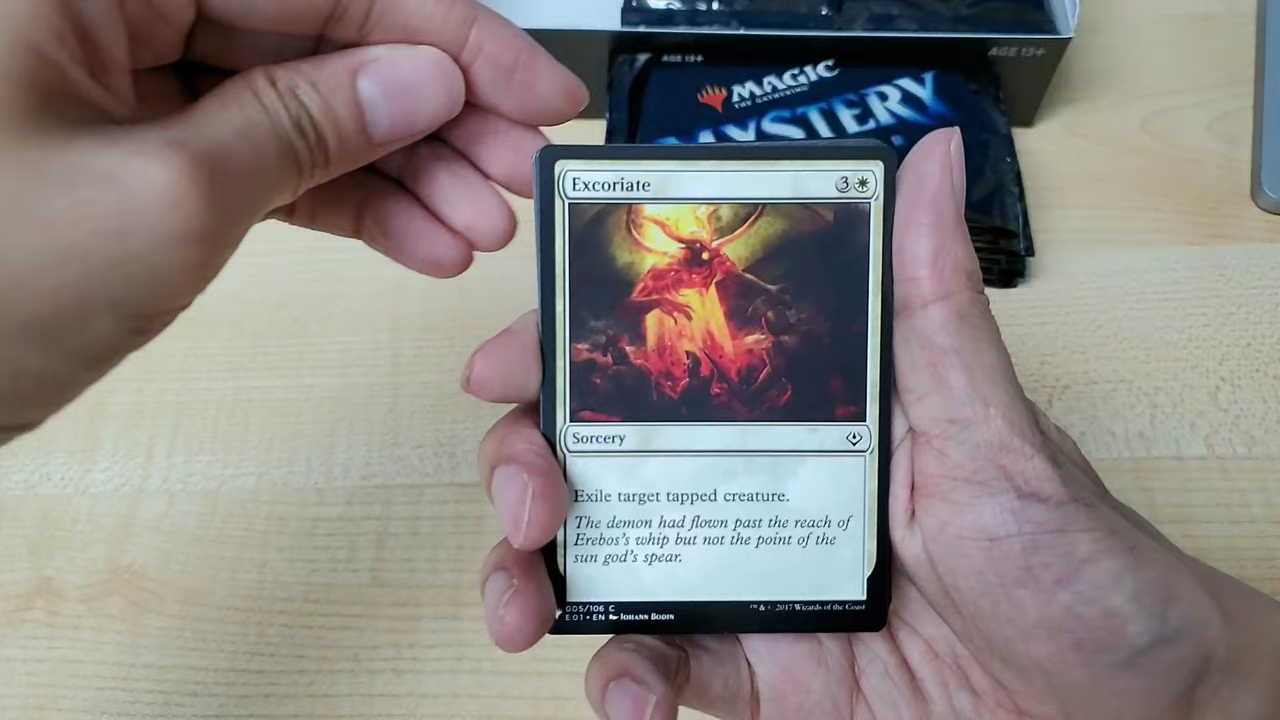 AGE 13+
AGE 13+
MAGIC
THE GATHERING
MYSTERY
Excoriate 3
Sorcery
Exile target tapped creature.
The demon had flown past the reach of
Erebos's whip but not the point of the
sun god's spear.
005/106 C
E01 • EN Johann Bodin
™ & © 2017 Wizards of the Coast